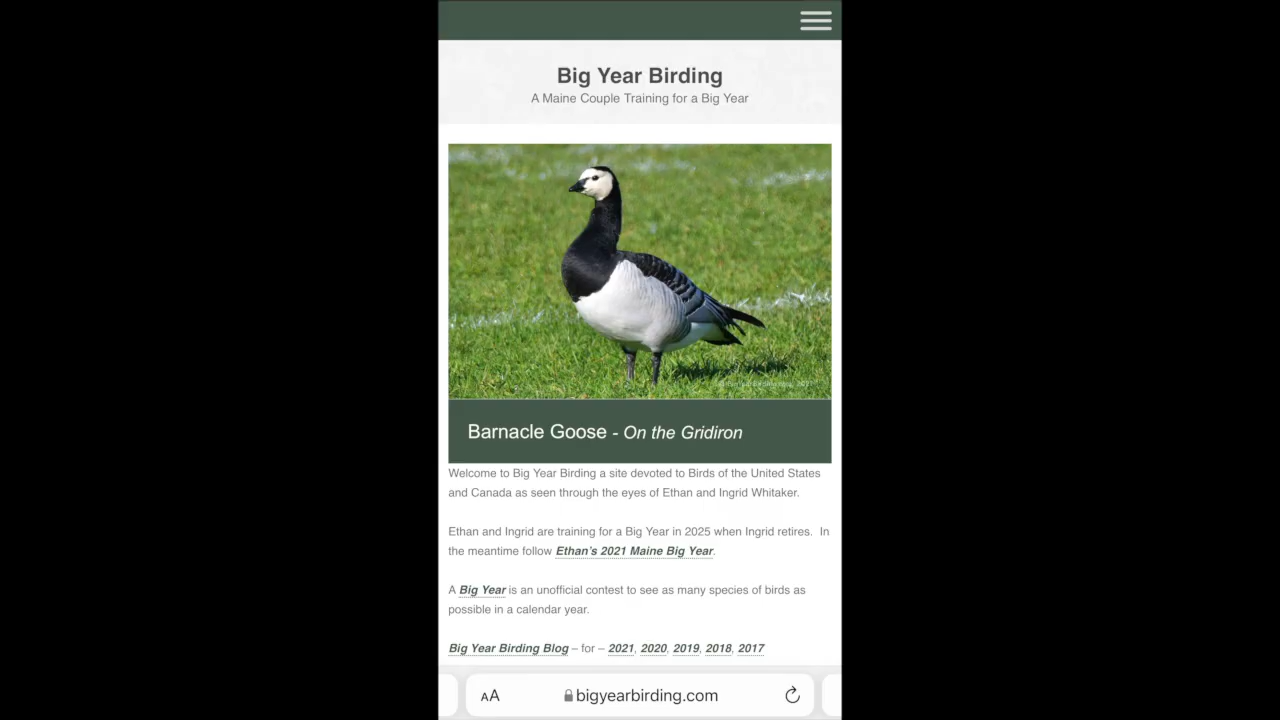 Big Year Birding
A Maine Couple Training for a Big Year
Barnacle Goose - On the Gridiron
Welcome to Big Year Birding a site devoted to Birds of the United States
and Canada as seen through the eyes of Ethan and Ingrid Whitaker.
Ethan and Ingrid are training for a Big Year in 2025 when Ingrid retires. In
the meantime follow Ethan's 2021 Maine Big Year.
A Big Year is an unofficial contest to see as many species of birds as
possible in a calendar year.
Big Year Birding Blog – for – 2021, 2020, 2019, 2018, 2017
AA bigyearbirding.com